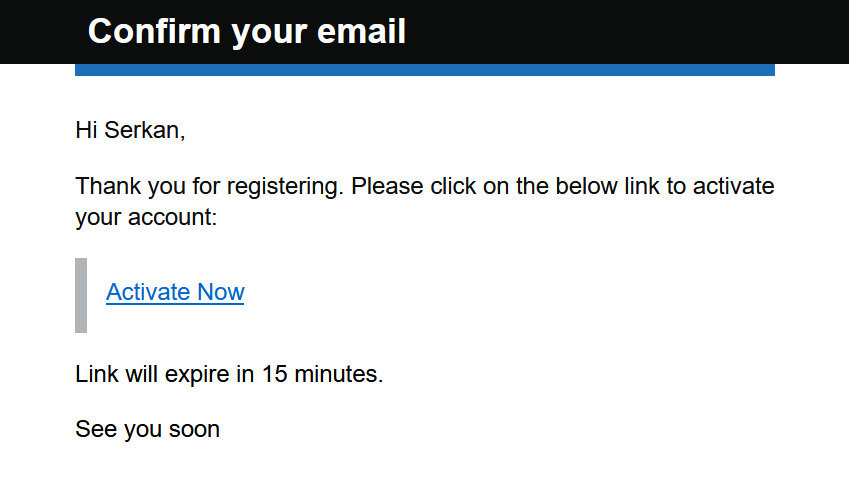 Confirm your email
Hi Serkan,
Thank you for registering. Please click on the below link to activate
your account:
Activate Now
Link will expire in 15 minutes.
See you soon